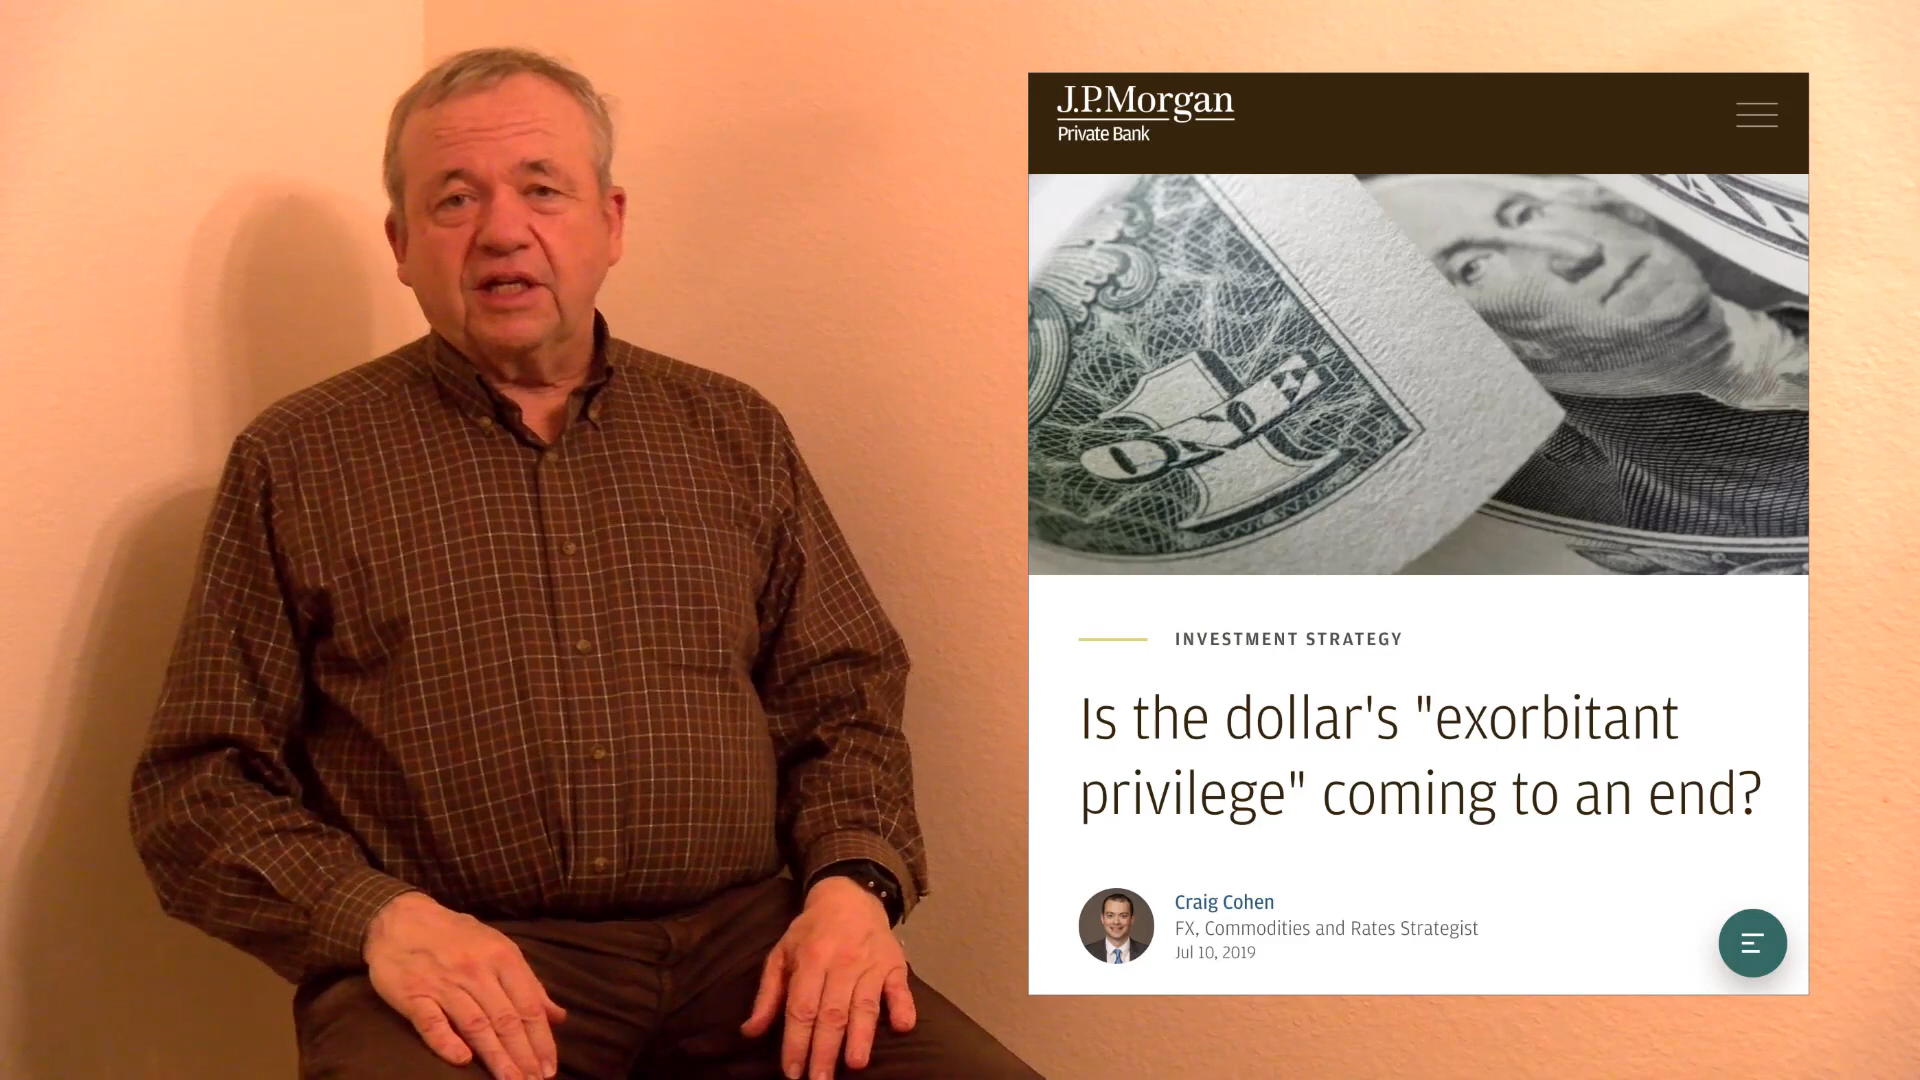 J.P.Morgan
Private Bank
ONE
INVESTMENT STRATEGY
Is the dollar's "exorbitant
privilege" coming to an end?
Craig Cohen
FX, Commodities and Rates Strategist
Jul 10, 2019